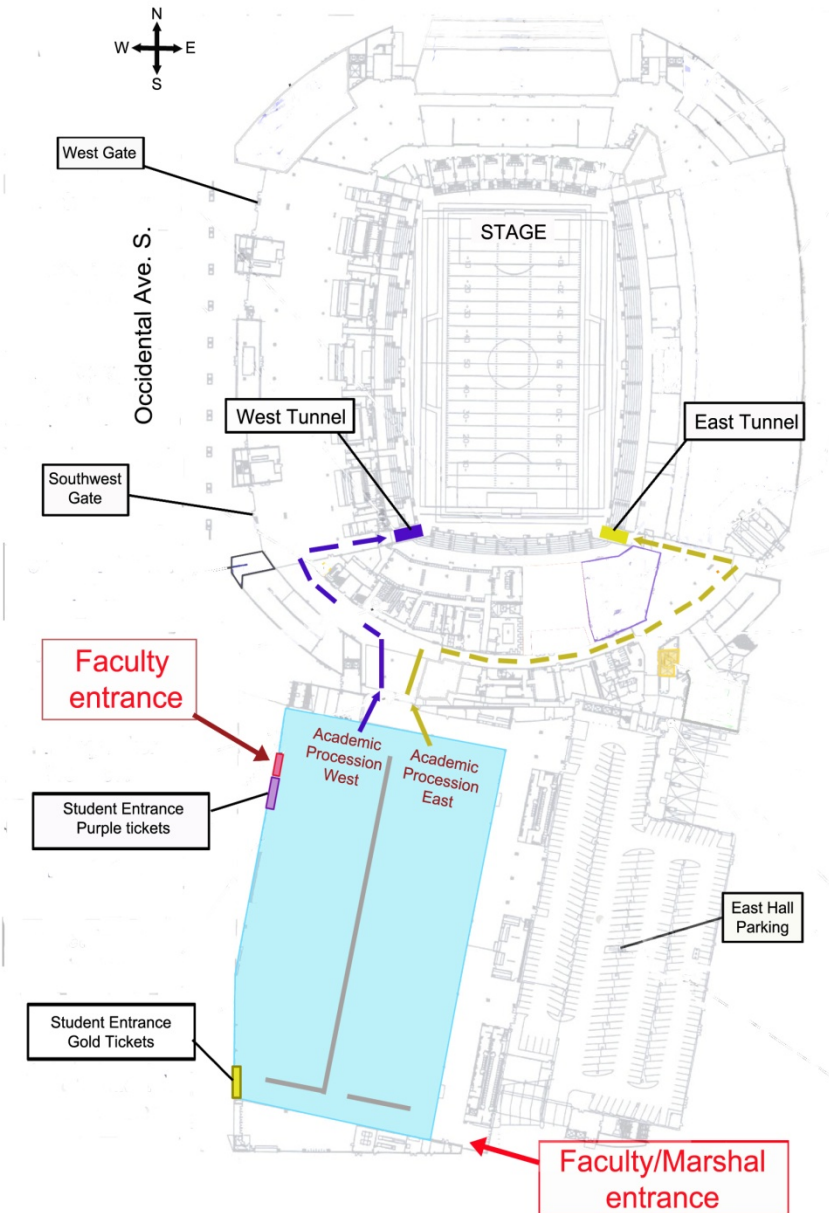 N
W E
S
West Gate
Occidental Ave. S.
STAGE
West Tunnel
East Tunnel
Southwest
Gate
Faculty
entrance
Academic
Procession
West
Academic
Procession
East
Student Entrance
Purple tickets
East Hall
Parking
Student Entrance
Gold Tickets
Faculty/Marshal
entrance